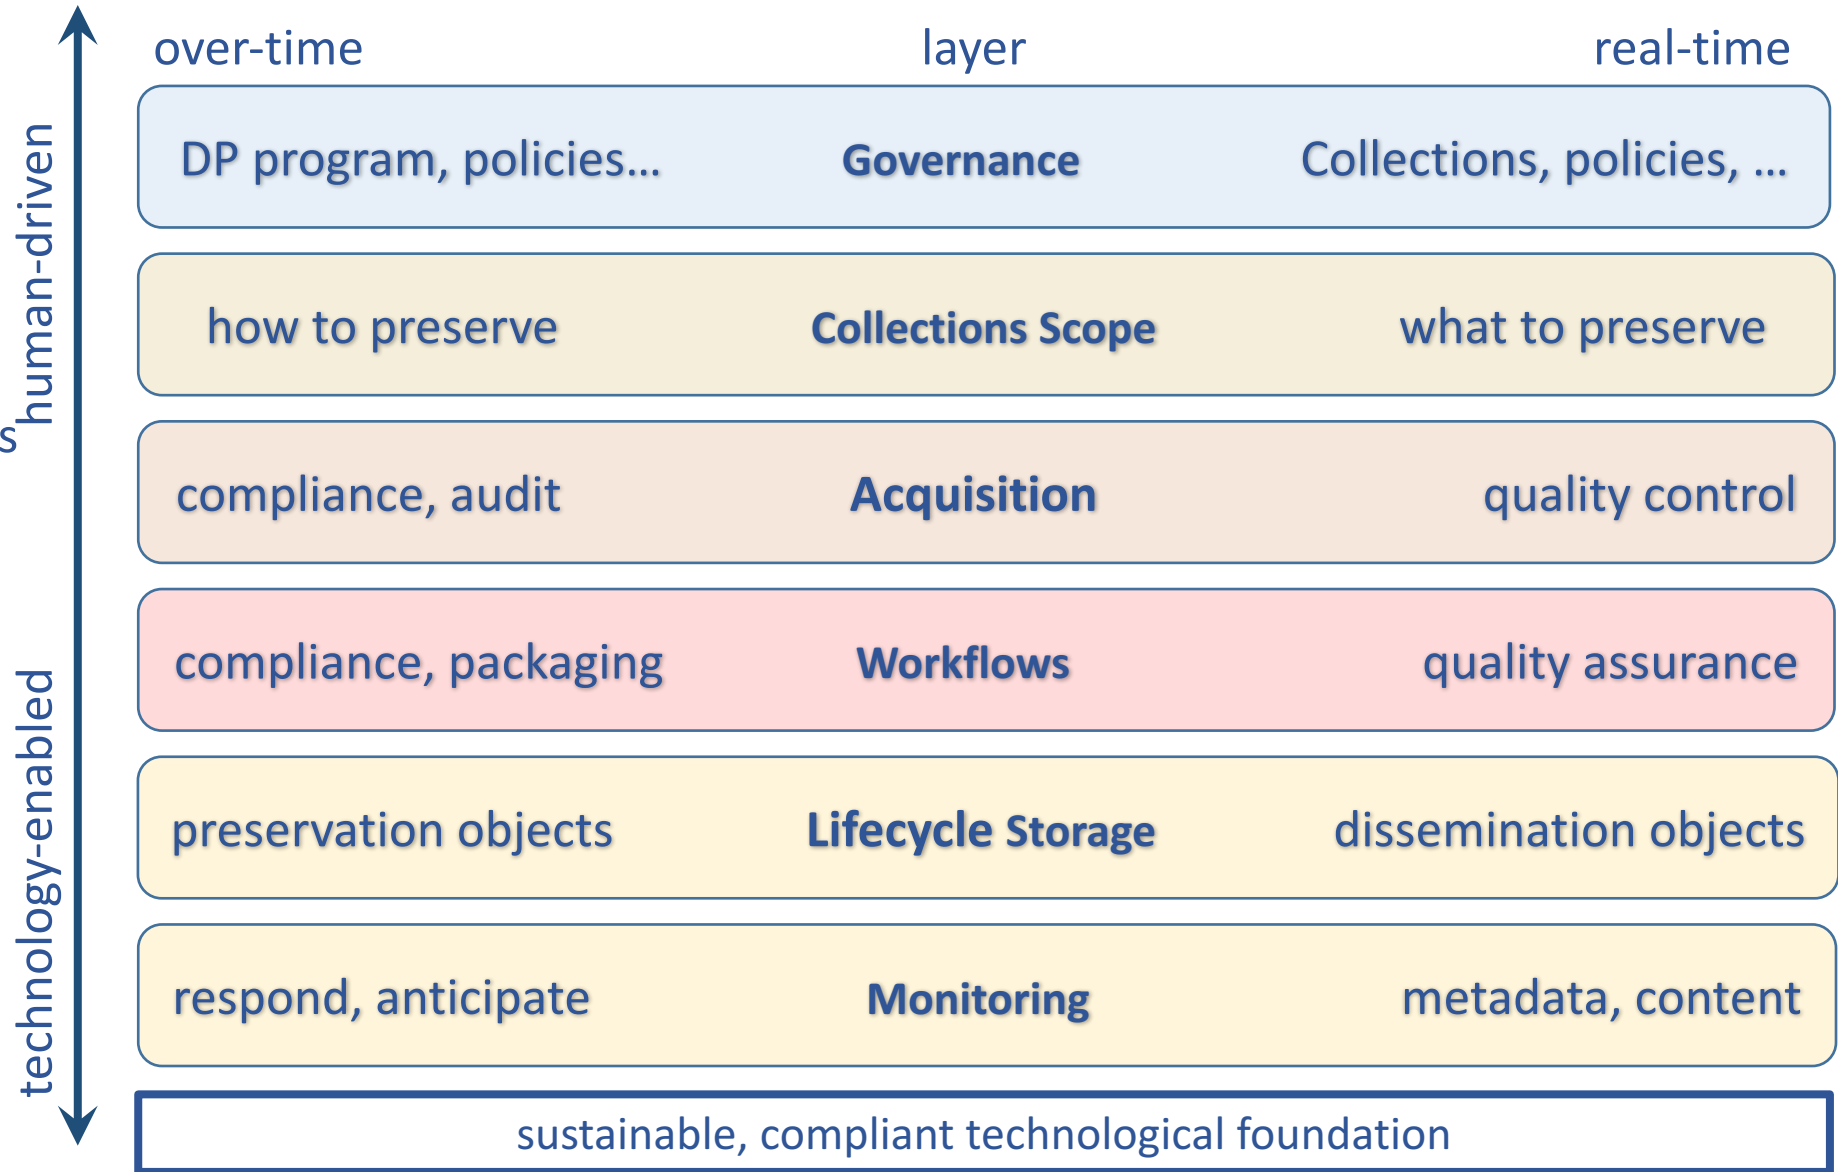 over-time layer real-time
DP program, policies... Governance Collections, policies, ...
how to preserve Collections Scope what to preserve
compliance, audit Acquisition quality control
compliance, packaging Workflows quality assurance
preservation objects Lifecycle Storage dissemination objects
respond, anticipate Monitoring metadata, content
sustainable, compliant technological foundation
human-driven
technology-enabled
s